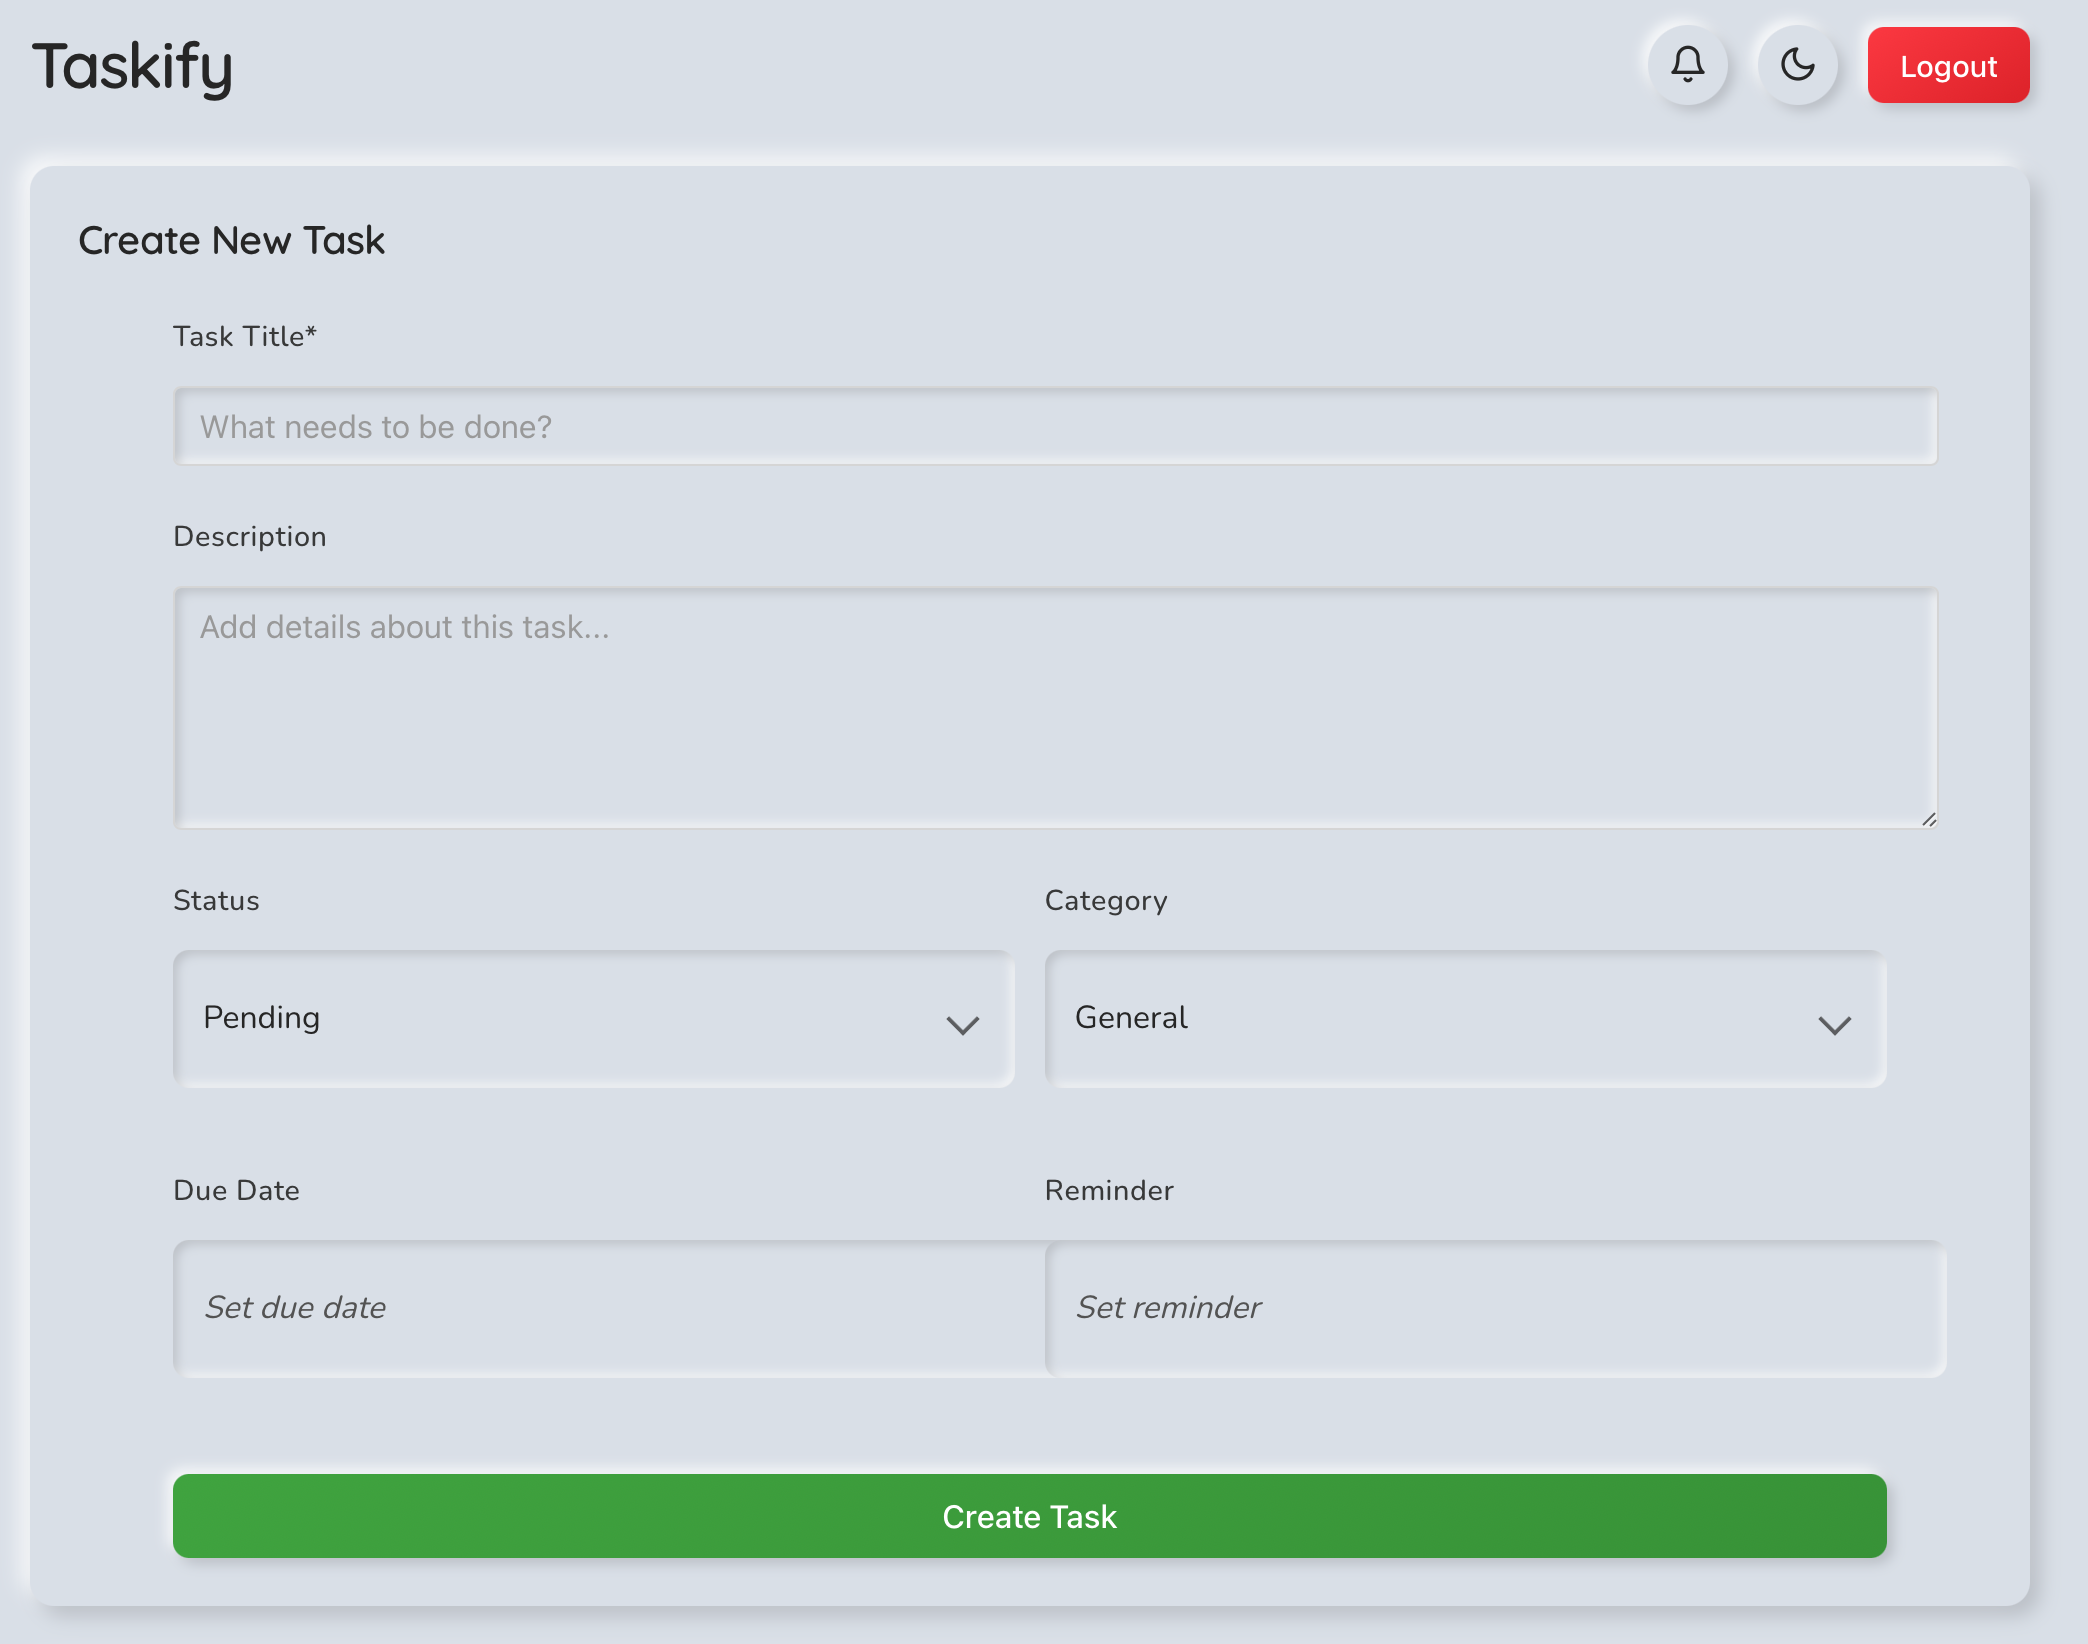 Taskify
Logout
Create New Task
Task Title*
What needs to be done?
Description
Add details about this task...
Status
Category
Pending
General
Due Date
Reminder
Set due date
Set reminder
Create Task